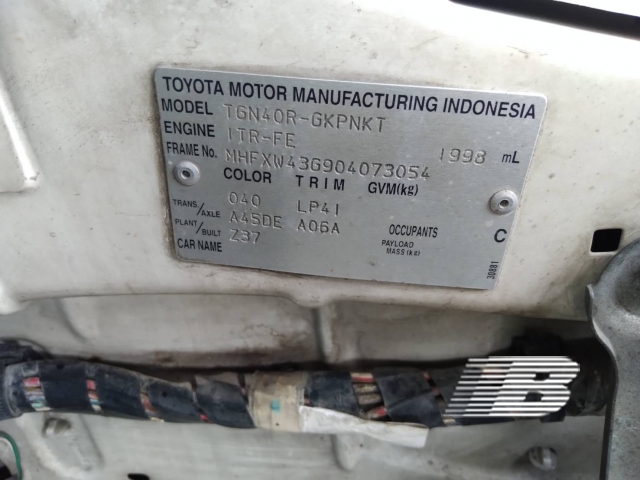 TOYOTA MOTOR MANUFACTURING INDONESIA
MODEL TGN40R-GKPNKT
ENGINE 1TR-FE 1998 mL
FRAME No. MHFXW43G904073054
COLOR TRIM GVM(kg)
040 LP41
TRANS/AXLE A45DE A06A
PLANT/BUILT Z37 OCCUPANTS C
CAR NAME PAYLOAD MASS(kg)
30881
B